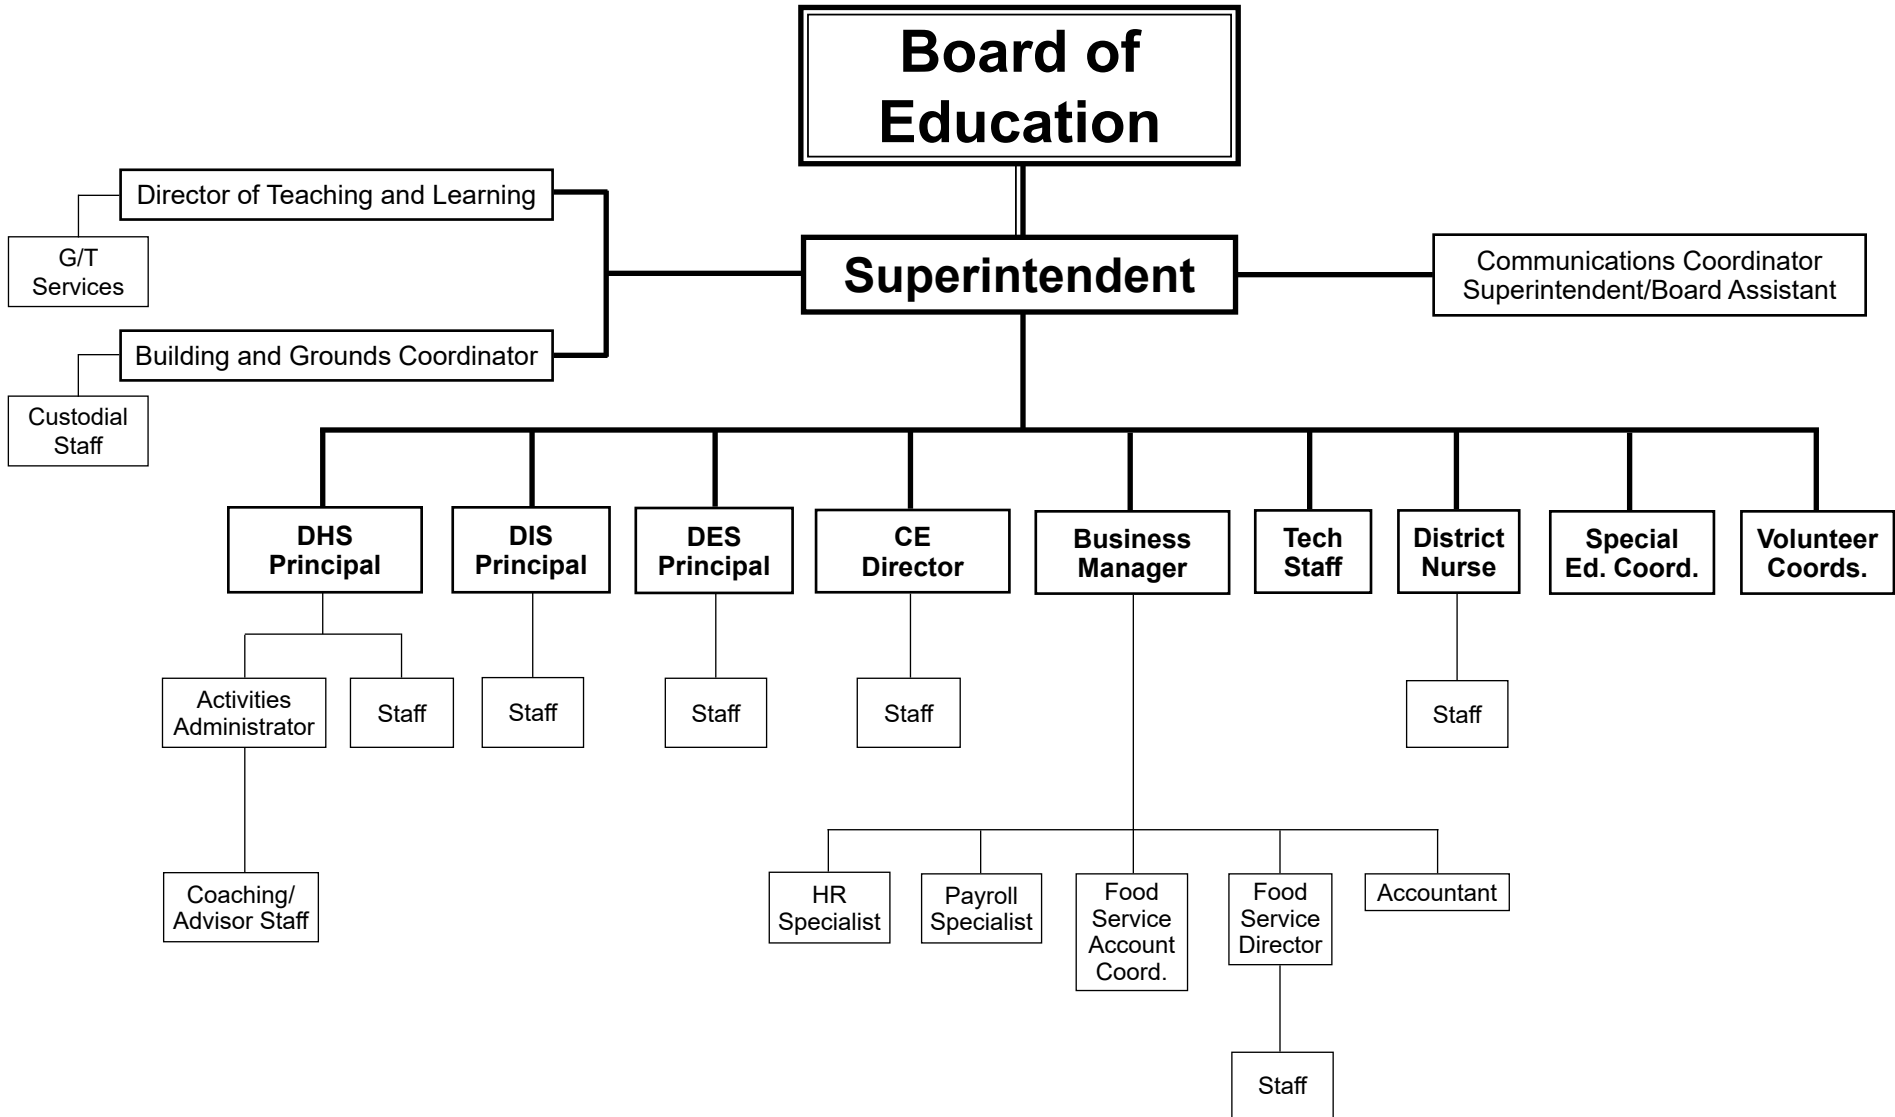 Board of
Education
Director of Teaching and Learning
G/T
Services
Superintendent
Communications Coordinator
Superintendent/Board Assistant
Building and Grounds Coordinator
Custodial
Staff
DHS
Principal
DIS
Principal
DES
Principal
CE
Director
Business
Manager
Tech
Staff
District
Nurse
Special
Ed. Coord.
Volunteer
Coords.
Activities
Administrator
Staff
Staff
Staff
Staff
Staff
Coaching/
Advisor Staff
HR
Specialist
Payroll
Specialist
Food
Service
Account
Coord.
Food
Service
Director
Accountant
Staff